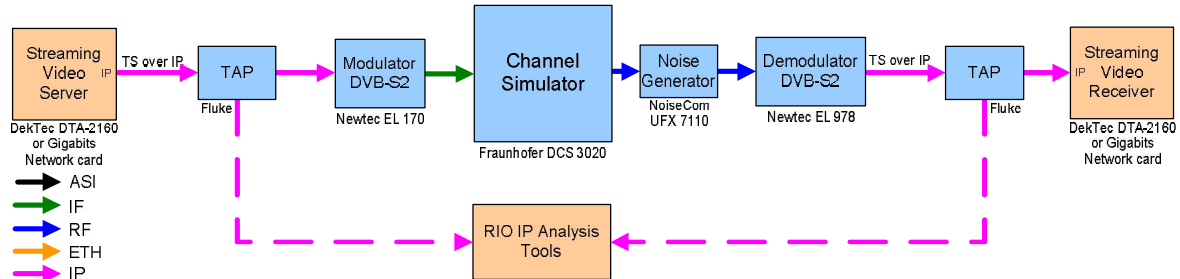 Streaming
Video
Server
IP
TS over IP
TAP
Fluke
Modulator
DVB-S2
Newtec EL 170
Channel
Simulator
Fraunhofer DCS 3020
Noise
Generator
NoiseCom
UFX 7110
Demodulator
DVB-S2
Newtec EL 978
TS over IP
TAP
Fluke
IP
Streaming
Video
Receiver
DekTec DTA-2160
or Gigabits
Network card
DekTec DTA-2160
or Gigabits
Network card
ASI
IF
RF
ETH
IP
RIO IP Analysis
Tools